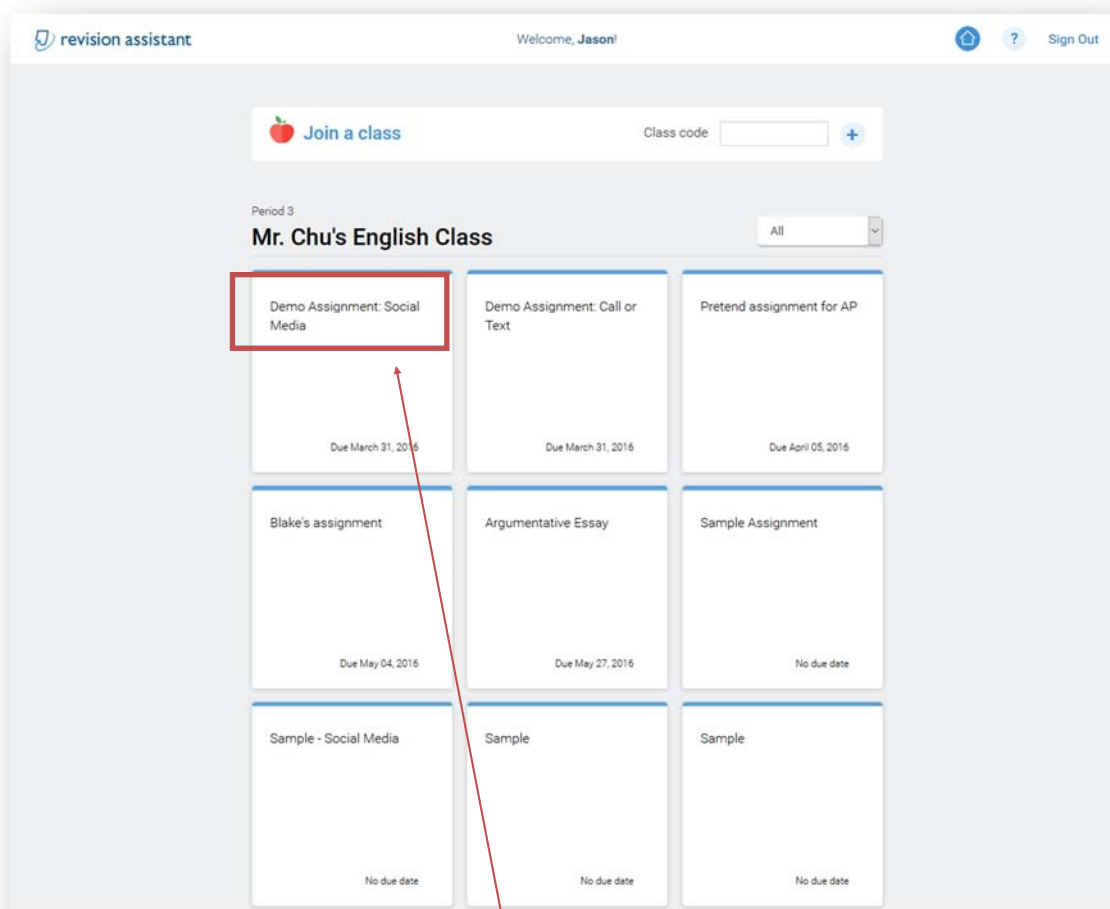 revision assistant
Welcome, Jason!
?
Sign Out
Join a class
Class code
+
Period 3
Mr. Chu's English Class
All
Demo Assignment: Social
Media
Due March 31, 2016
Demo Assignment: Call or
Text
Due March 31, 2016
Pretend assignment for AP
Due April 05, 2016
Blake's assignment
Due May 04, 2016
Argumentative Essay
Due May 27, 2016
Sample Assignment
No due date
Sample - Social Media
No due date
Sample
No due date
Sample
No due date